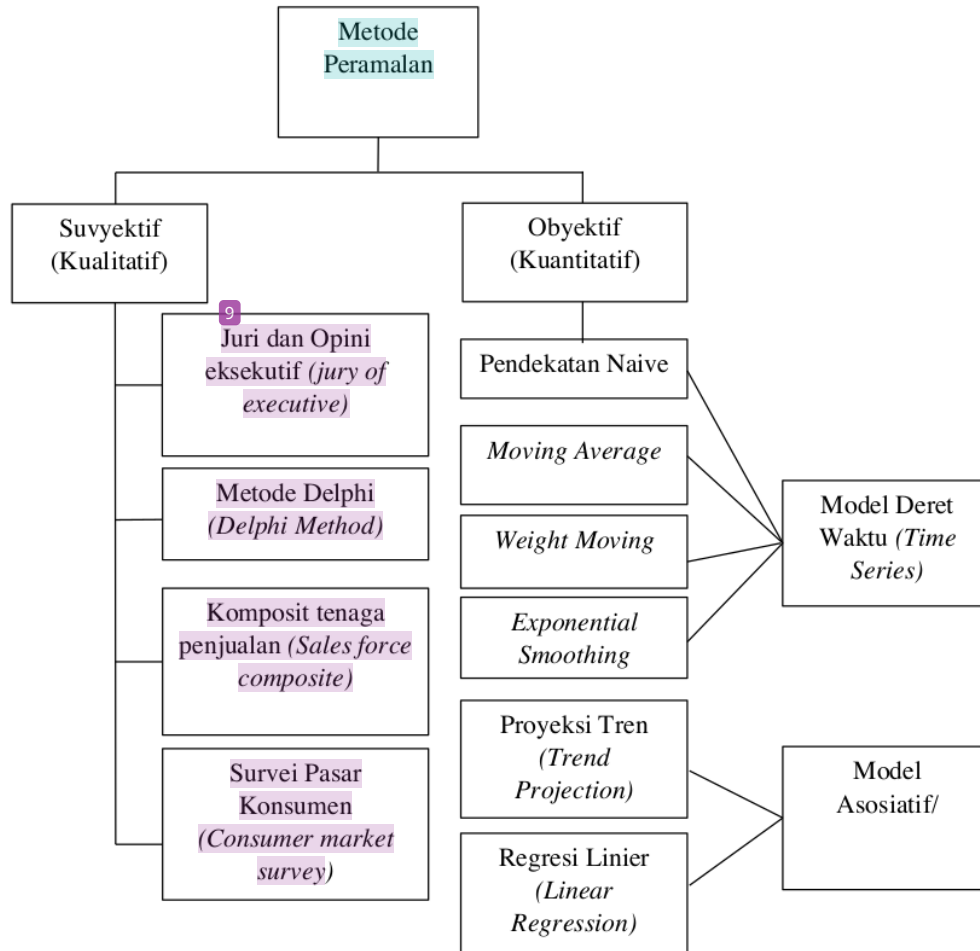 Metode
Peramalan
Suvyektif
(Kualitatif)
Obyektif
(Kuantitatif)
9
Juri dan Opini
eksekutif (jury of
executive)
Metode Delphi
(Delphi Method)
Komposit tenaga
penjualan (Sales force
composite)
Survei Pasar
Konsumen
(Consumer market
survey)
Pendekatan Naive
Moving Average
Weight Moving
Exponential
Smoothing
Proyeksi Tren
(Trend
Projection)
Regresi Linier
(Linear
Regression)
Model Deret
Waktu (Time
Series)
Model
Asosiatif/